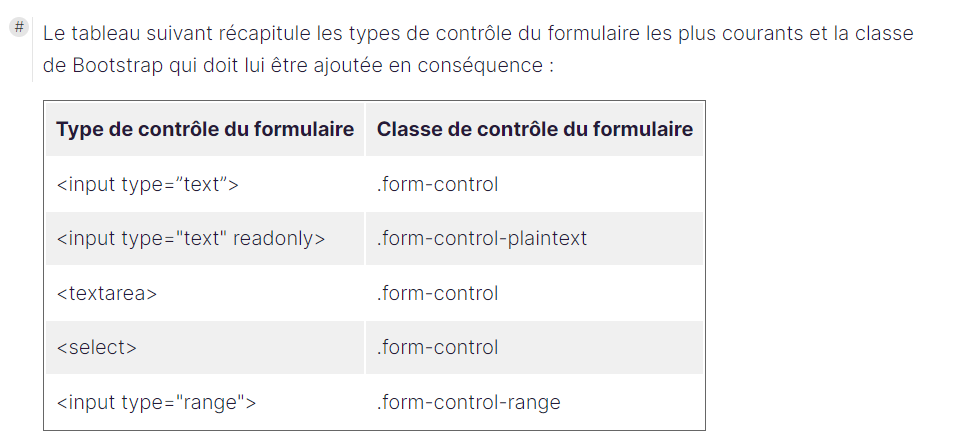 #
Le tableau suivant récapitule les types de contrôle du formulaire les plus courants et la classe
de Bootstrap qui doit lui être ajoutée en conséquence :
Type de contrôle du formulaire Classe de contrôle du formulaire
<input type=”text”> .form-control
<input type="text" readonly> .form-control-plaintext
<textarea> .form-control
<select> .form-control
<input type="range"> .form-control-range